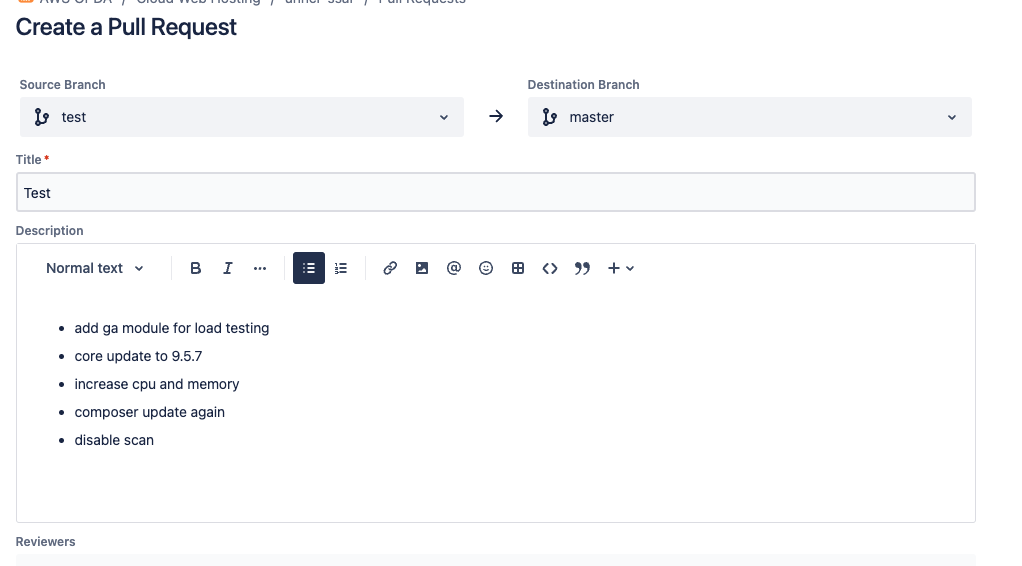 Cloud Web Hosting / / Pull Requests
Create a Pull Request
Source Branch
Destination Branch
test
master
Title *
Test
Description
Normal text
B I ...
add ga module for load testing
core update to 9.5.7
increase cpu and memory
composer update again
disable scan
Reviewers